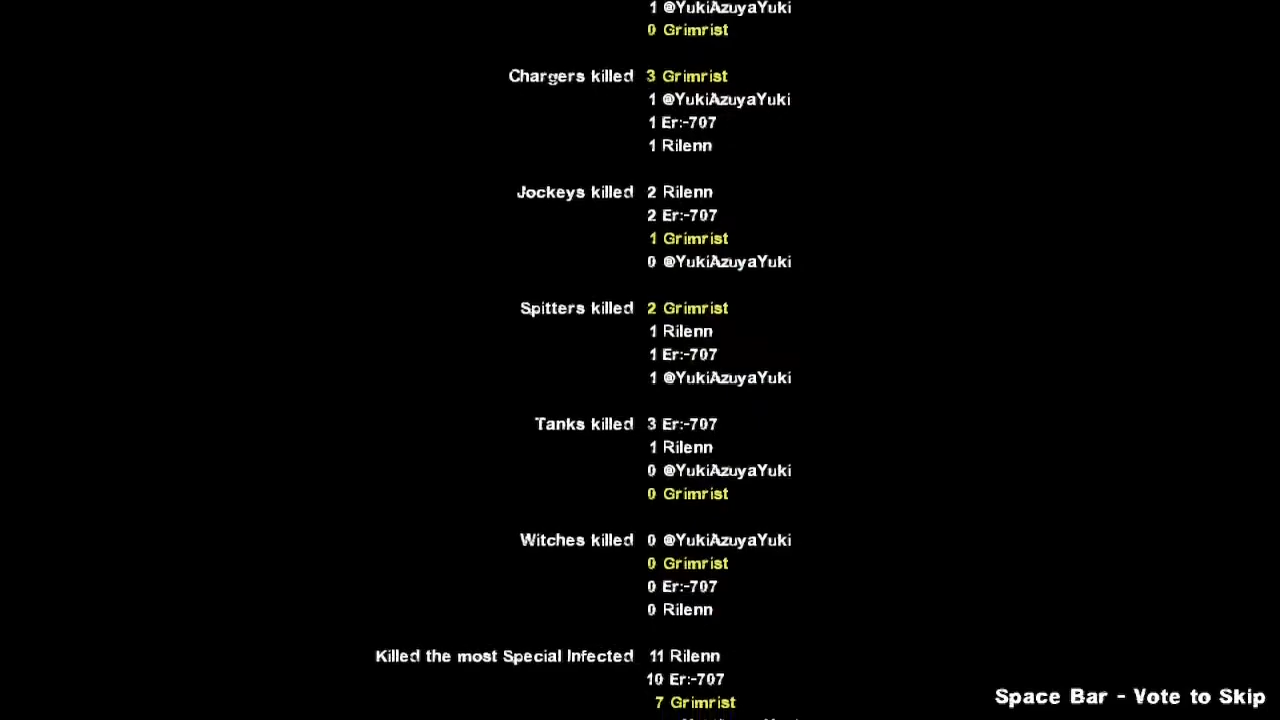 1 @YukiAzuyaYuki
0 Grimrist
Chargers killed 3 Grimrist
1 @YukiAzuyaYuki
1 Er:-707
1 Rilenn
Jockeys killed 2 Rilenn
2 Er:-707
1 Grimrist
0 @YukiAzuyaYuki
Spitters killed 2 Grimrist
1 Rilenn
1 Er:-707
1 @YukiAzuyaYuki
Tanks killed 3 Er:-707
1 Rilenn
0 @YukiAzuyaYuki
0 Grimrist
Witches killed 0 @YukiAzuyaYuki
0 Grimrist
0 Er:-707
0 Rilenn
Killed the most Special Infected 11 Rilenn
10 Er:-707
7 Grimrist
Space Bar - Vote to Skip